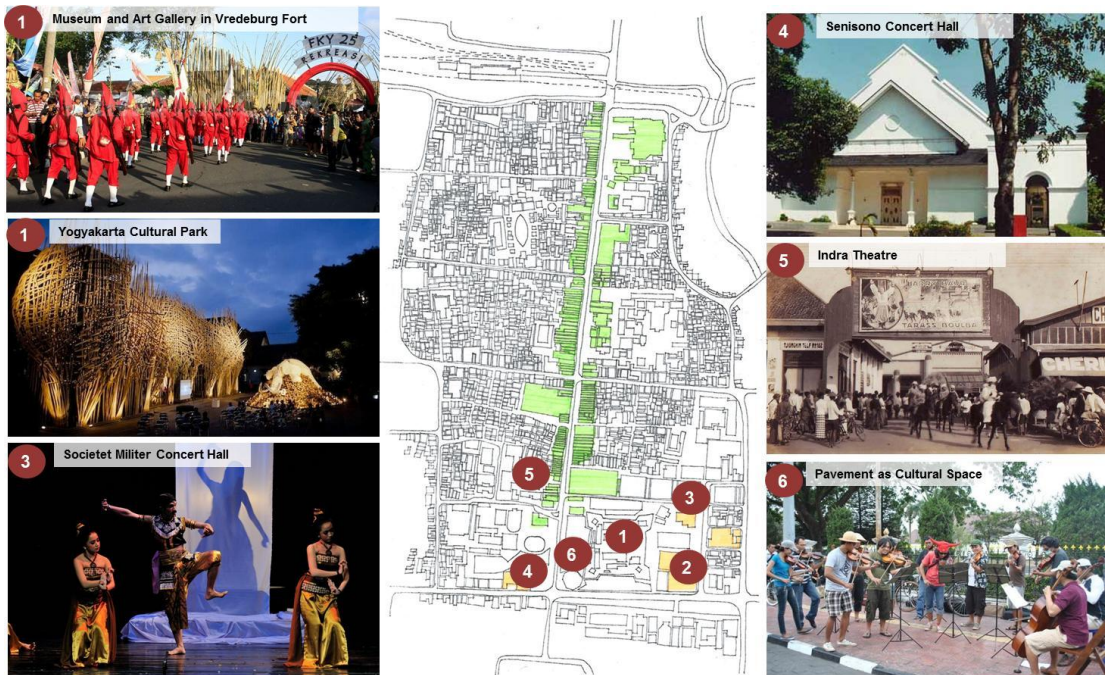 1
Museum and Art Gallery in Vredeburg Fort
FKY 25
REKREASI
1
Yogyakarta Cultural Park
3
Societet Militer Concert Hall
5
3
1
6
4
2
4
Senisono Concert Hall
5
Indra Theatre
TARASS BOULBA
6
Pavement as Cultural Space